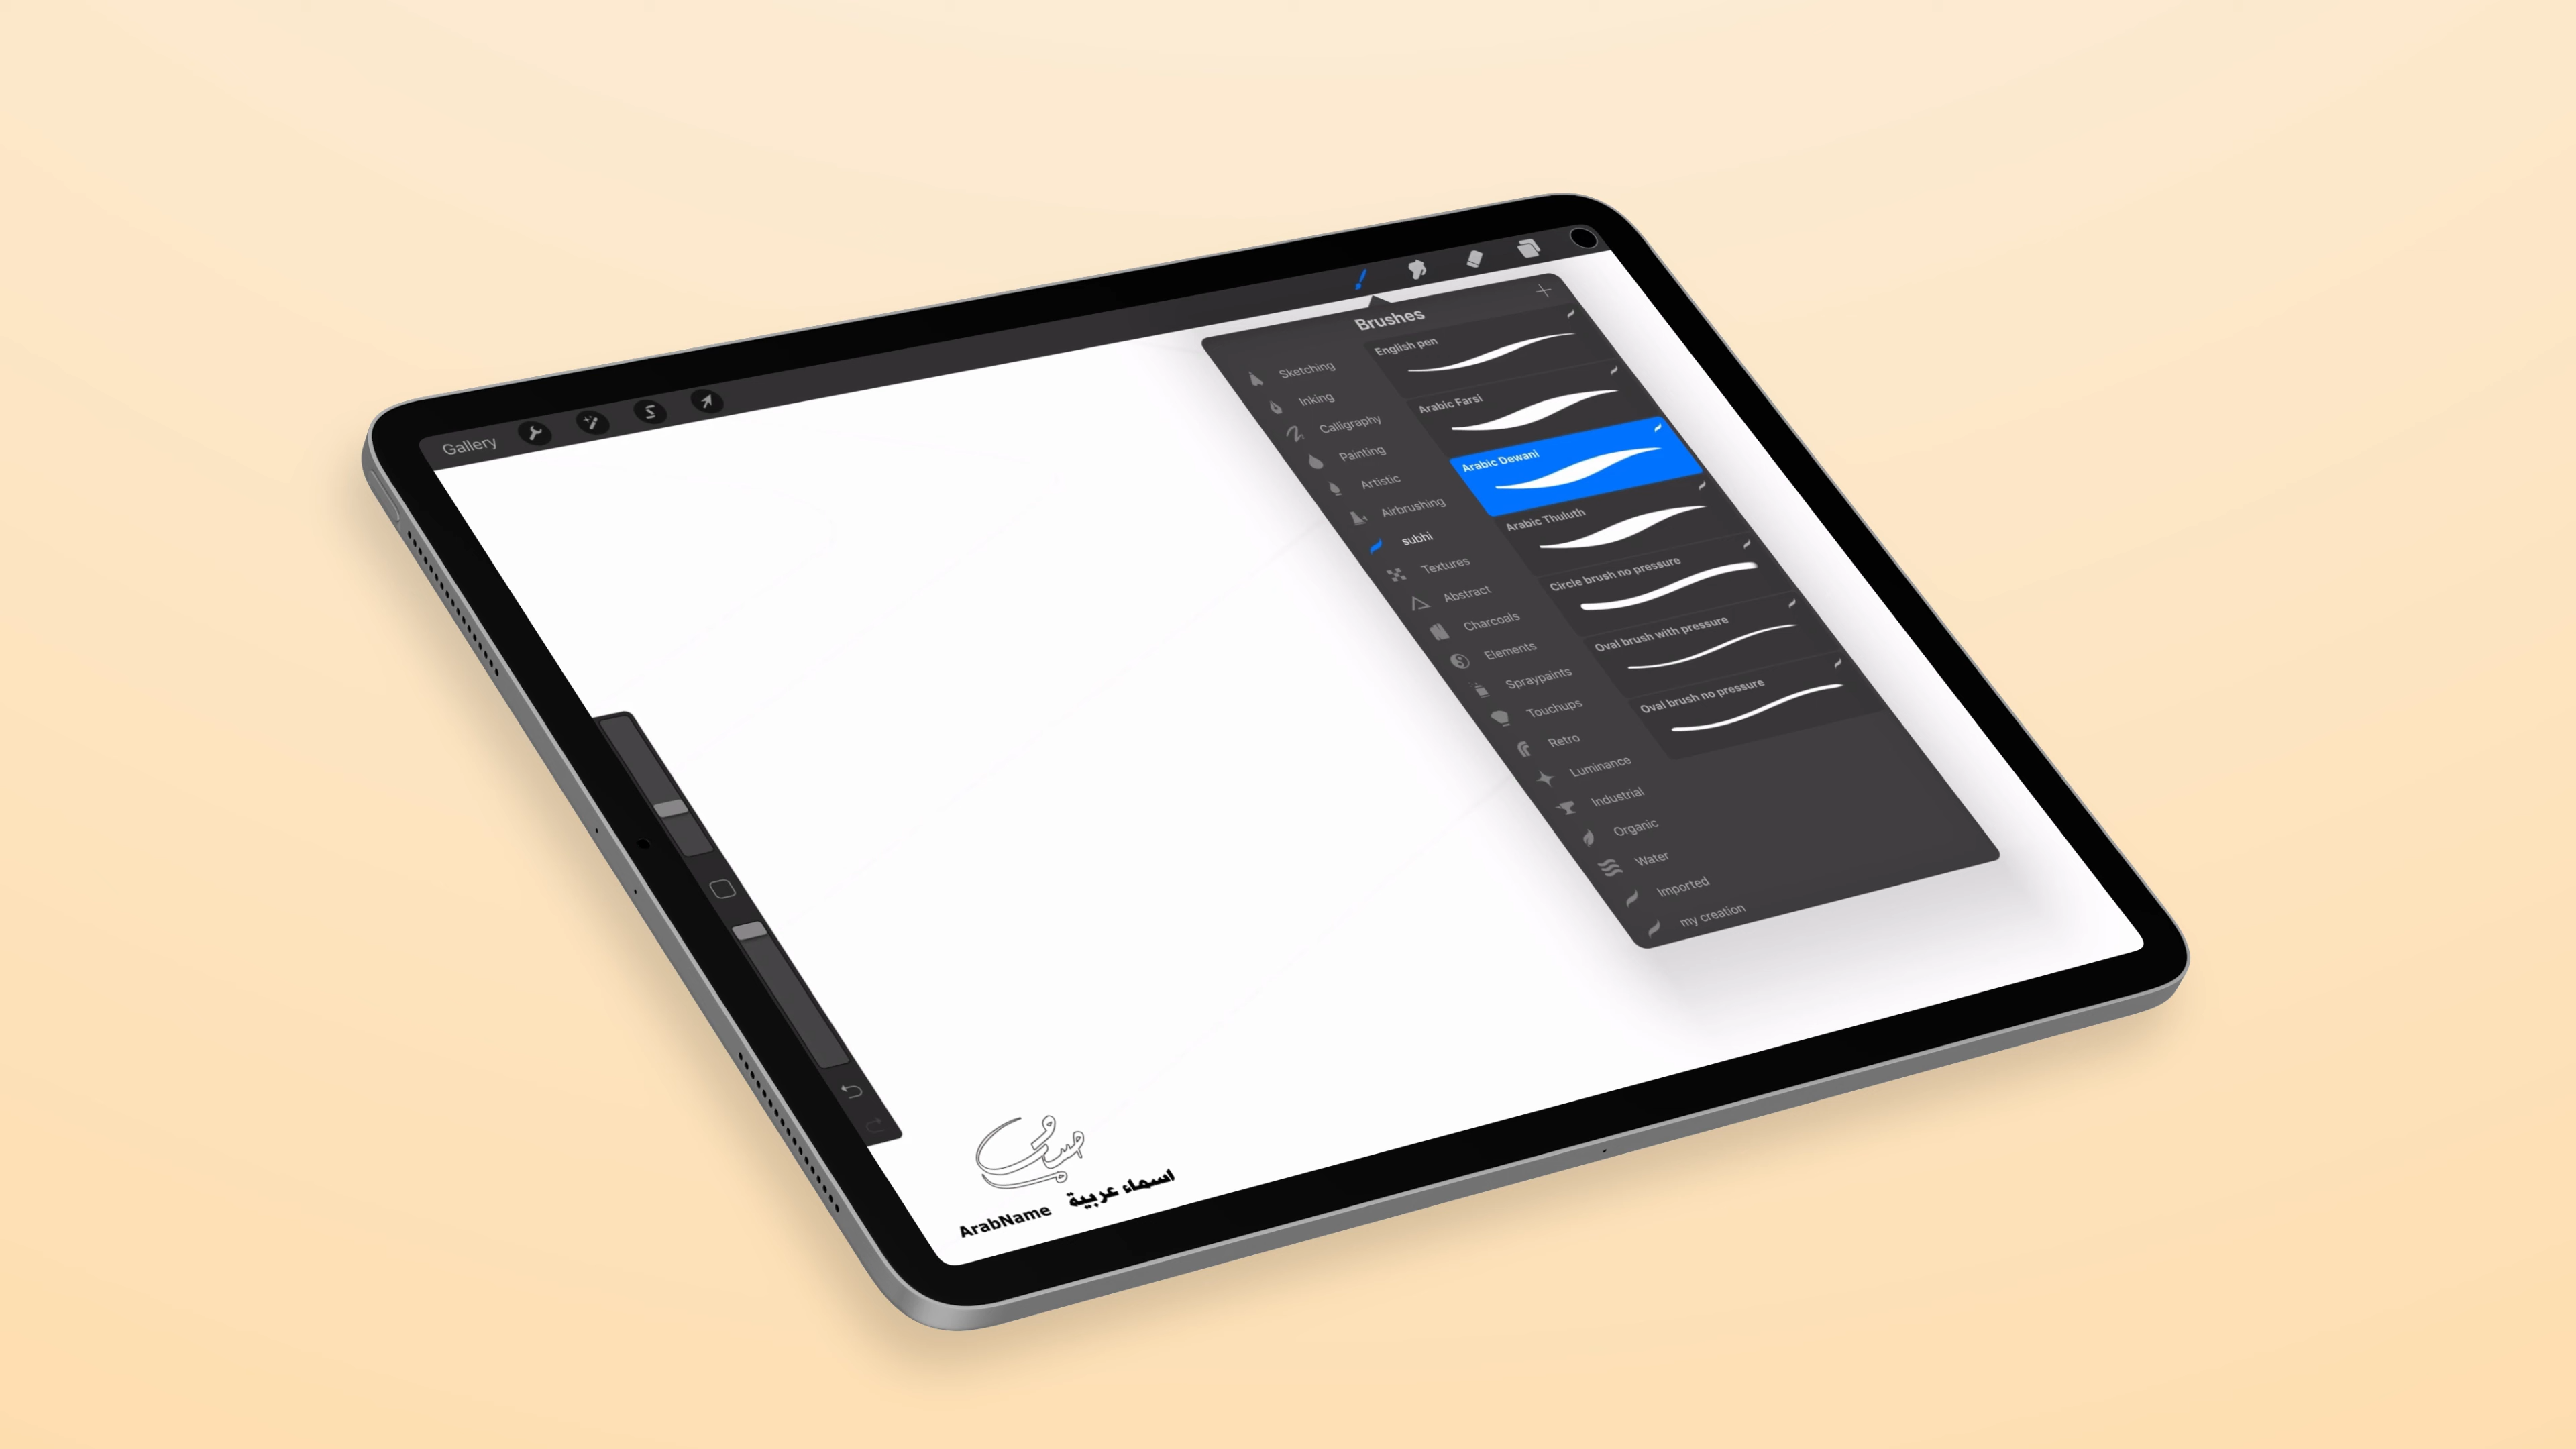 Gallery
Brushes
Sketching
Inking
Calligraphy
Painting
Artistic
Airbrushing
subhi
Textures
Abstract
Charcoals
Elements
Spraypaints
Touchups
Retro
Luminance
Industrial
Organic
Water
Imported
my creation
English pen
Arabic Farsi
Arabic Dewani
Arabic Thuluth
Circle brush no pressure
Oval brush with pressure
Oval brush no pressure
ArabName اسماء عربية